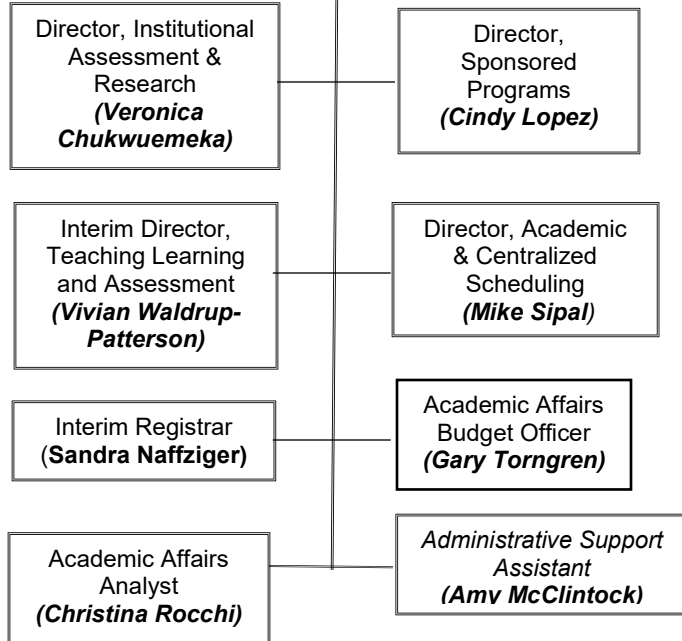 Director, Institutional
Assessment &
Research
(Veronica
Chukwuemeka)
Director,
Sponsored
Programs
(Cindy Lopez)
Interim Director,
Teaching Learning
and Assessment
(Vivian Waldrup-
Patterson)
Director, Academic
& Centralized
Scheduling
(Mike Sipal)
Interim Registrar
(Sandra Naffziger)
Academic Affairs
Budget Officer
(Gary Torngren)
Academic Affairs
Analyst
(Christina Rocchi)
Administrative Support
Assistant
(Amy McClintock)